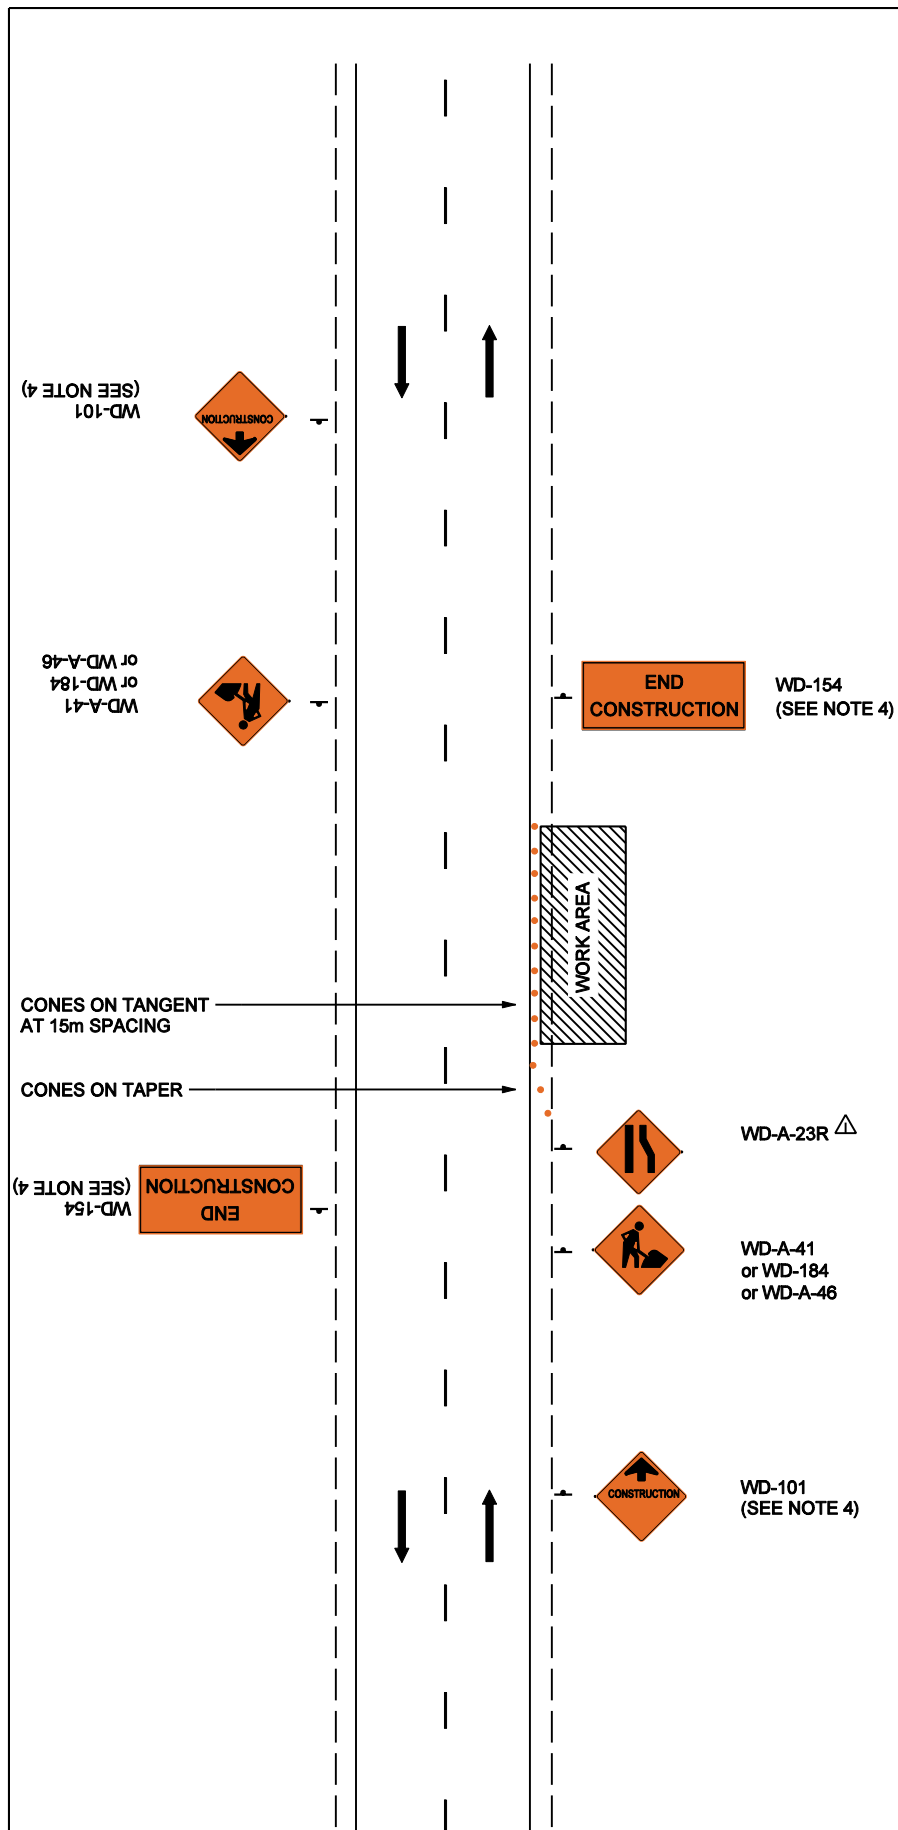 WD-101
(SEE NOTE 4)
CONSTRUCTION
WD-A-41
or WD-184
or WD-A-46
END
CONSTRUCTION
WD-154
(SEE NOTE 4)
WORK AREA
CONES ON TANGENT
AT 15m SPACING
CONES ON TAPER
WD-A-23R
1
WD-154
(SEE NOTE 4)
END
CONSTRUCTION
WD-A-41
or WD-184
or WD-A-46
CONSTRUCTION
WD-101
(SEE NOTE 4)